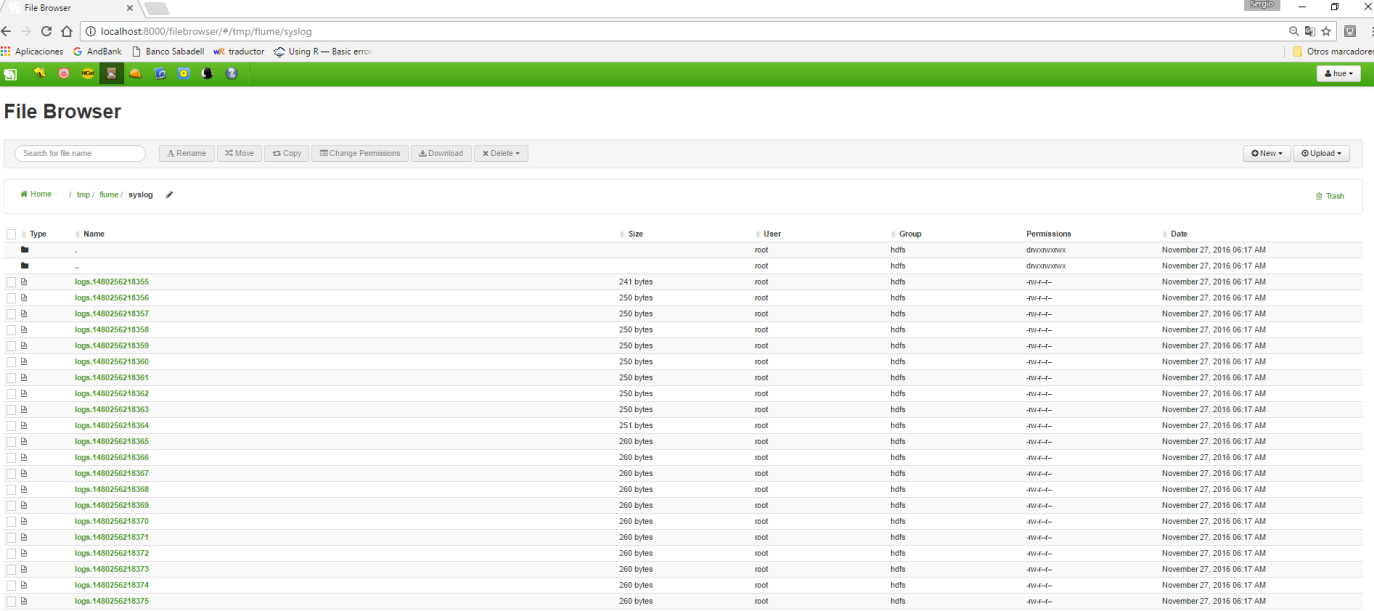 File Browser
Sergio
localhost:8000/filebrowser/#/tmp/flume/syslog
Aplicaciones G AndBank Banco Sabadell wR traductor Using R — Basic error
Otros marcadores
hue
File Browser
Search for file name Rename Move Copy Change Permissions Download Delete New Upload
Home / tmp / flume / syslog Trash
Type Name Size User Group Permissions Date
. root hdfs drwxrwxrwx November 27, 2016 06:17 AM
.. root hdfs drwxrwxrwx November 27, 2016 06:17 AM
logs.1480256218355 241 bytes root hdfs -rw-r--r-- November 27, 2016 06:17 AM
logs.1480256218356 250 bytes root hdfs -rw-r--r-- November 27, 2016 06:17 AM
logs.1480256218357 250 bytes root hdfs -rw-r--r-- November 27, 2016 06:17 AM
logs.1480256218358 250 bytes root hdfs -rw-r--r-- November 27, 2016 06:17 AM
logs.1480256218359 250 bytes root hdfs -rw-r--r-- November 27, 2016 06:17 AM
logs.1480256218360 250 bytes root hdfs -rw-r--r-- November 27, 2016 06:17 AM
logs.1480256218361 250 bytes root hdfs -rw-r--r-- November 27, 2016 06:17 AM
logs.1480256218362 250 bytes root hdfs -rw-r--r-- November 27, 2016 06:17 AM
logs.1480256218363 250 bytes root hdfs -rw-r--r-- November 27, 2016 06:17 AM
logs.1480256218364 251 bytes root hdfs -rw-r--r-- November 27, 2016 06:17 AM
logs.1480256218365 260 bytes root hdfs -rw-r--r-- November 27, 2016 06:17 AM
logs.1480256218366 260 bytes root hdfs -rw-r--r-- November 27, 2016 06:17 AM
logs.1480256218367 260 bytes root hdfs -rw-r--r-- November 27, 2016 06:17 AM
logs.1480256218368 260 bytes root hdfs -rw-r--r-- November 27, 2016 06:17 AM
logs.1480256218369 260 bytes root hdfs -rw-r--r-- November 27, 2016 06:17 AM
logs.1480256218370 260 bytes root hdfs -rw-r--r-- November 27, 2016 06:17 AM
logs.1480256218371 260 bytes root hdfs -rw-r--r-- November 27, 2016 06:17 AM
logs.1480256218372 260 bytes root hdfs -rw-r--r-- November 27, 2016 06:17 AM
logs.1480256218373 260 bytes root hdfs -rw-r--r-- November 27, 2016 06:17 AM
logs.1480256218374 260 bytes root hdfs -rw-r--r-- November 27, 2016 06:17 AM
logs.1480256218375 260 bytes root hdfs -rw-r--r-- November 27, 2016 06:17 AM